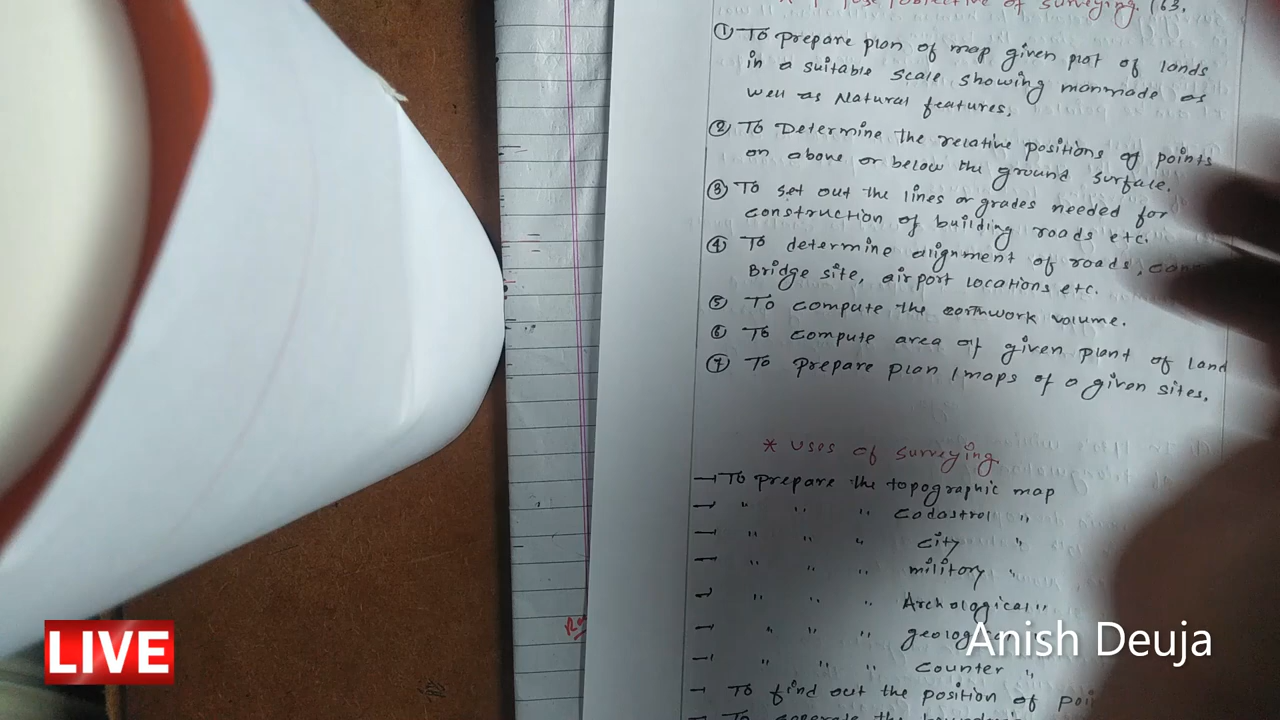 objective of surveying.
① To prepare plan of map given plot of lands
in a suitable scale showing manmade as
well as Natural features,
② To Determine the relative positions of points
on above or below the ground surface.
③ To set out the lines or grades needed for
construction of building roads etc.
④ To determine alignment of roads,
Bridge site, airport locations etc.
⑤ To compute the earthwork volume.
⑥ To compute area of given plant of land
⑦ To prepare plan / maps of a given sites.
* Uses of surveying
To prepare the topographic map
" " " cadastral "
" " " city "
" " " military "
" " " Archological "
" " "
" " " counter "
To find out the position of
To the
LIVE
Anish Deuja